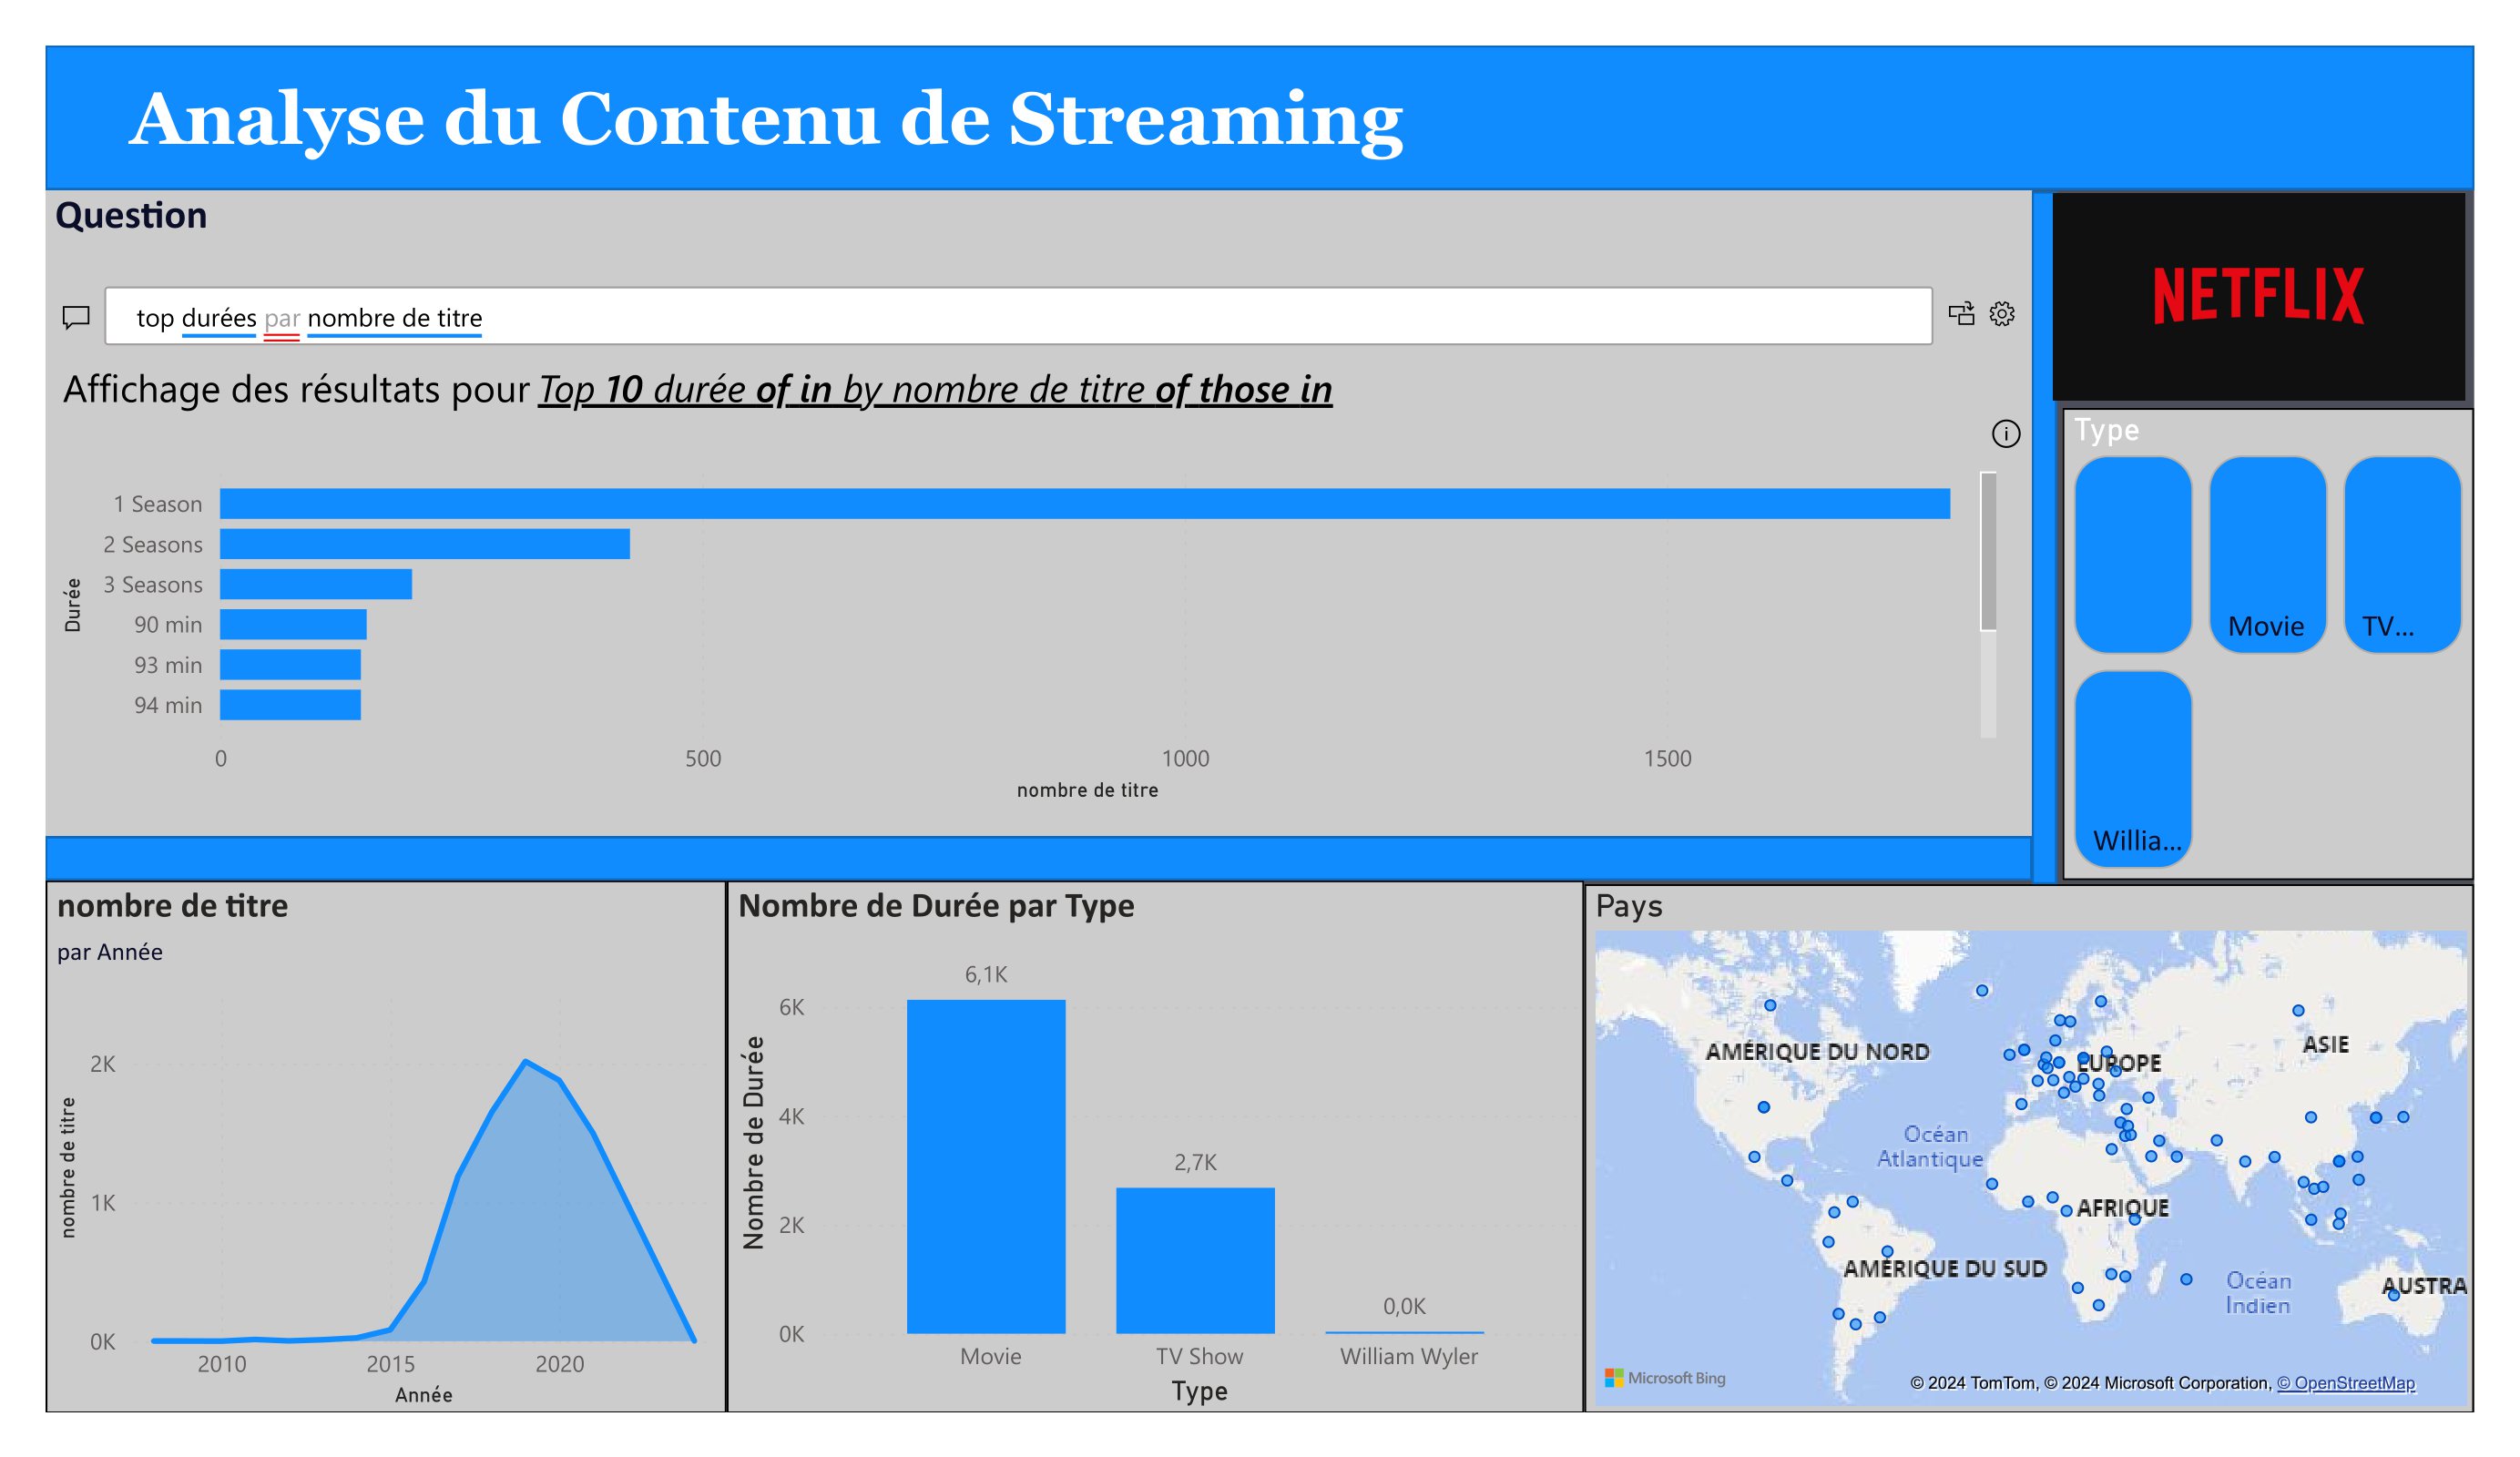 Analyse du Contenu de Streaming
Question
top durées par nombre de titre
Affichage des résultats pour Top 10 durée of in by nombre de titre of those in
Durée
1 Season
2 Seasons
3 Seasons
90 min
93 min
94 min
0 500 1000 1500
nombre de titre
NETFLIX
Type
Movie
TV...
Willia...
nombre de titre
par Année
nombre de titre
2K
1K
0K
2010 2015 2020
Année
Nombre de Durée par Type
Nombre de Durée
6K
4K
2K
0K
6,1K
2,7K
0,0K
Movie TV Show William Wyler
Type
Pays
AMÉRIQUE DU NORD
EUROPE
ASIE
Océan
Atlantique
AFRIQUE
AMÉRIQUE DU SUD
Océan
Indien
AUSTRA
Microsoft Bing
© 2024 TomTom, © 2024 Microsoft Corporation, © OpenStreetMap